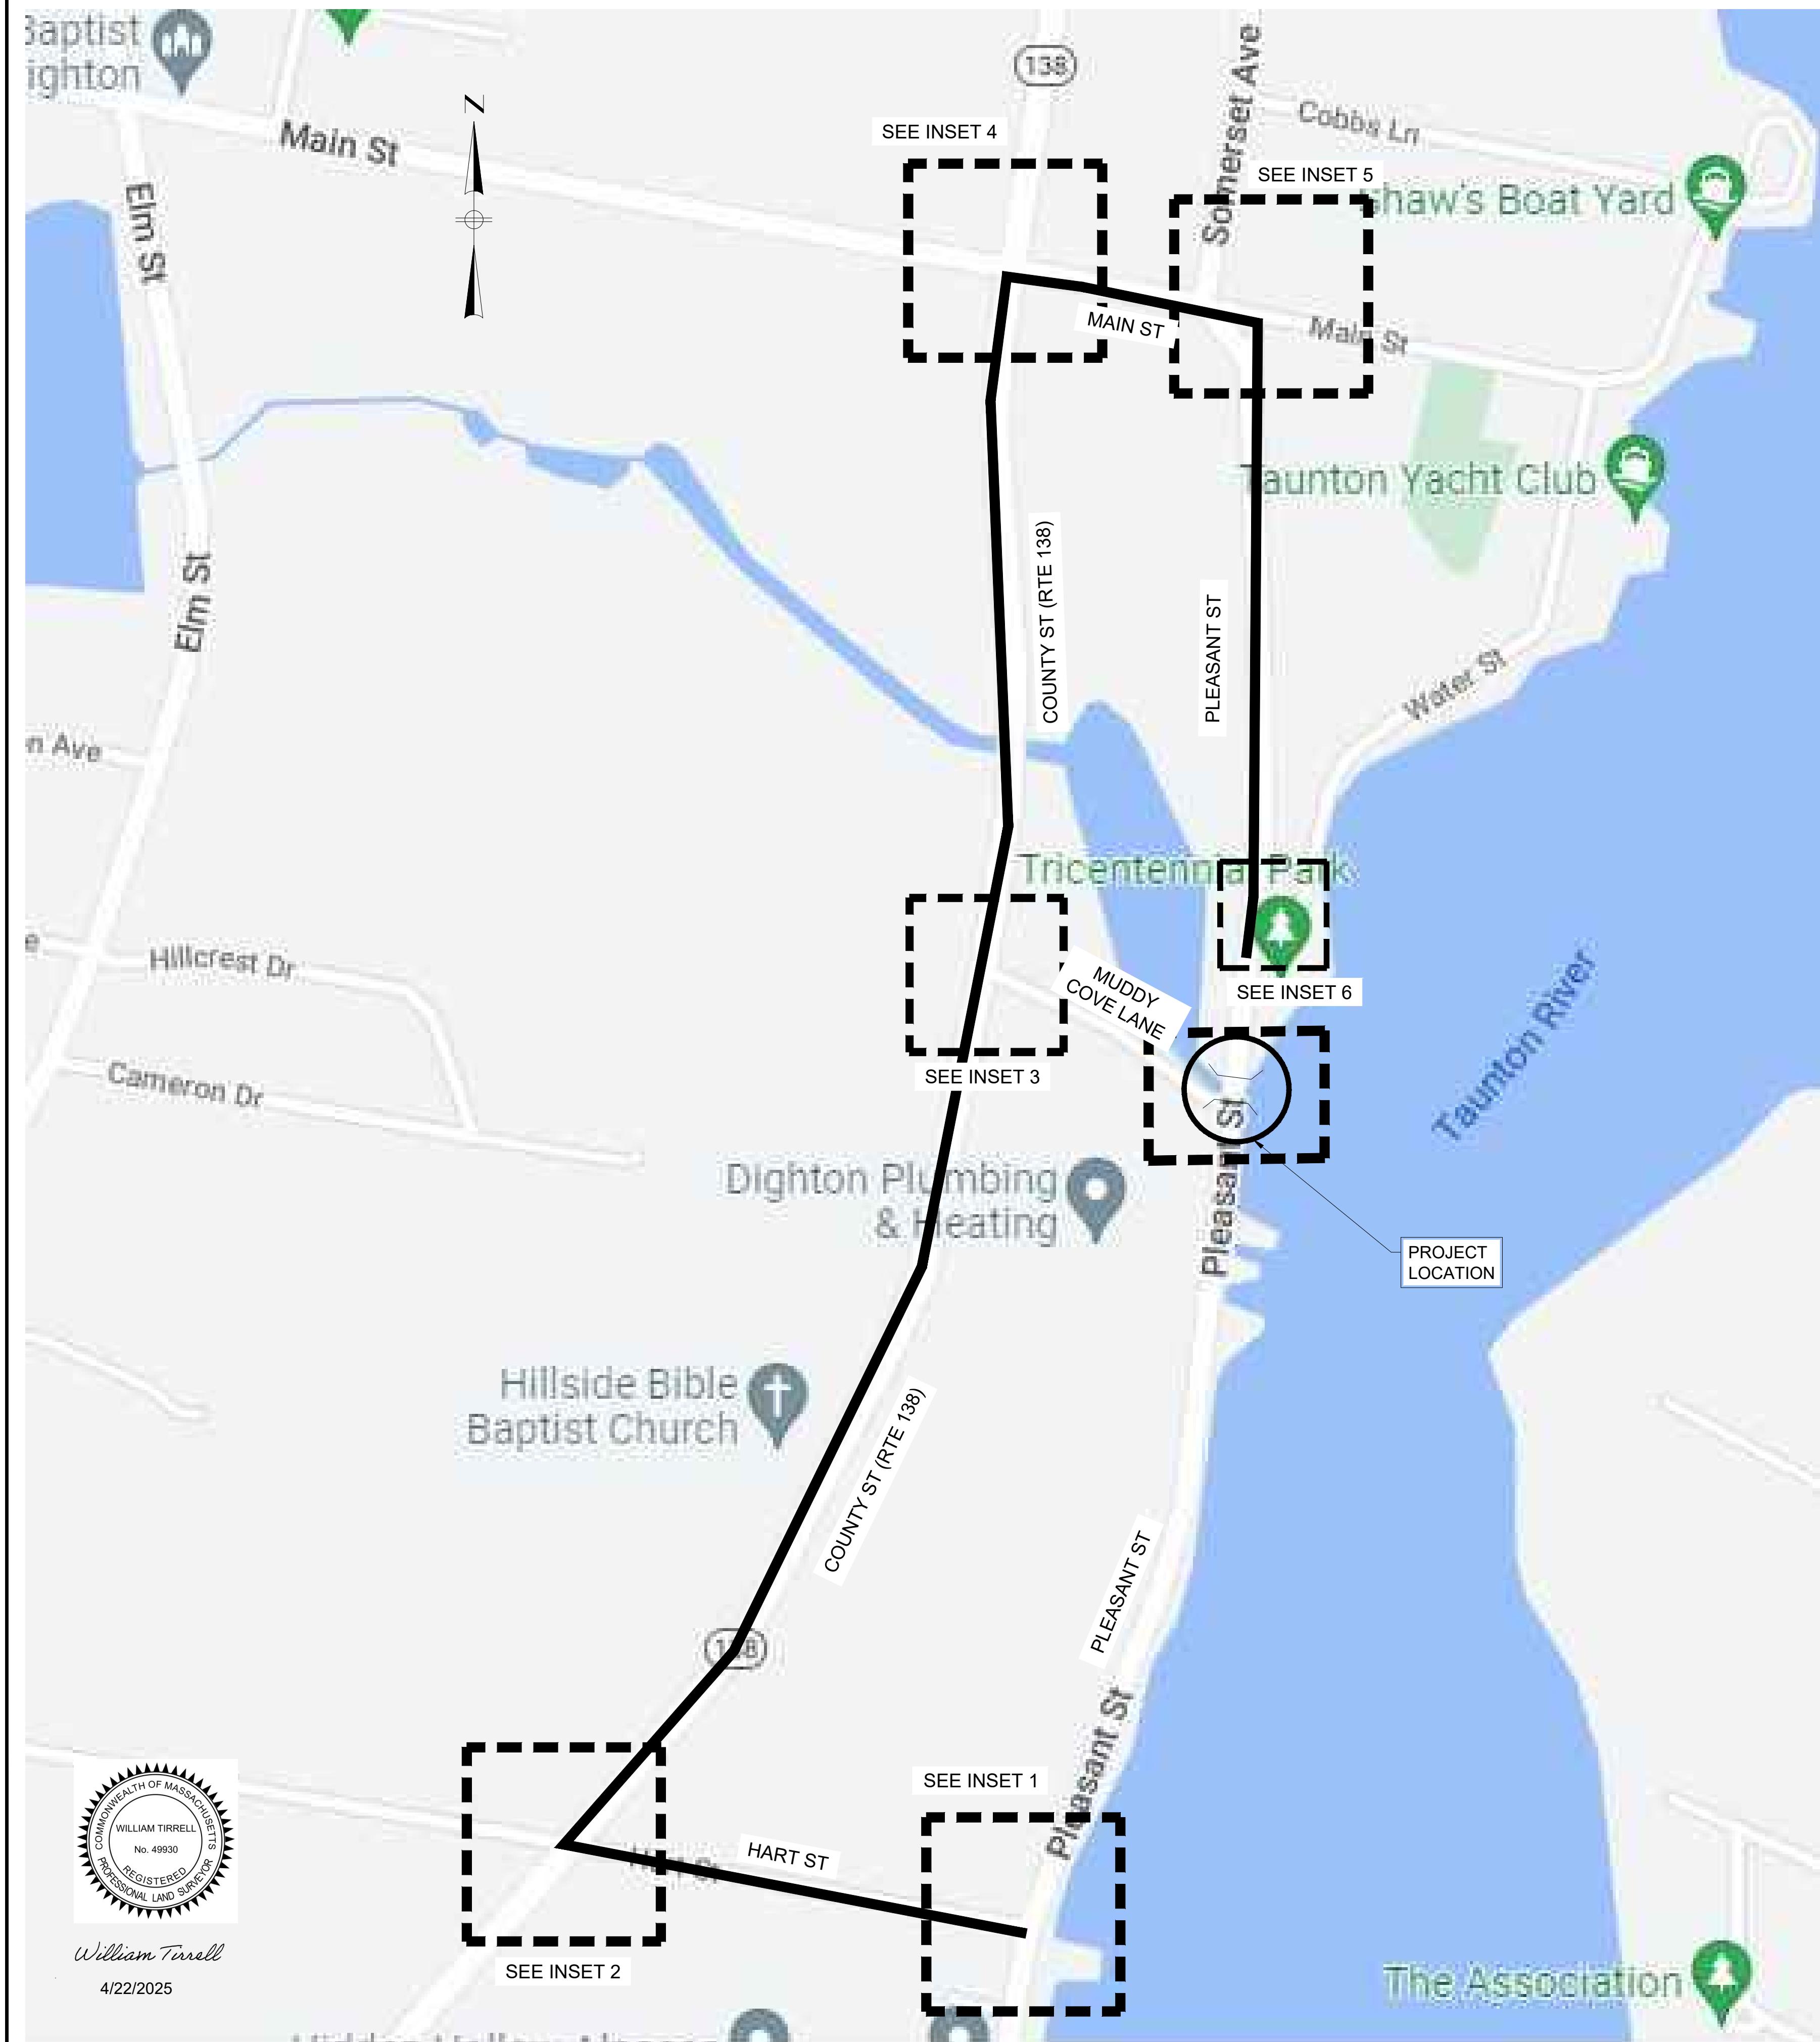 Baptist
ighton
138
Somerset Ave
Cobbs Ln
Main St
SEE INSET 4
SEE INSET 5
Shaw's Boat Yard
N
Elm St
MAIN ST
Main St
Taunton Yacht Club
Elm St
COUNTY ST (RTE 138)
PLEASANT ST
Water St
n Ave
Tricentennial Park
e
Hillcrest Dr
MUDDY
COVE LANE
SEE INSET 6
Taunton River
SEE INSET 3
Cameron Dr
Dighton Plumbing
& Heating
Pleasant St
PROJECT
LOCATION
Hillside Bible
Baptist Church
COUNTY ST (RTE 138)
PLEASANT ST
138
Pleasant St
SEE INSET 1
COMMONWEALTH OF MASSACHUSETTS
WILLIAM TIRRELL
No. 49930
REGISTERED
PROFESSIONAL LAND SURVEYOR
HART ST
Hart St
William Tirrell
4/22/2025
SEE INSET 2
The Association